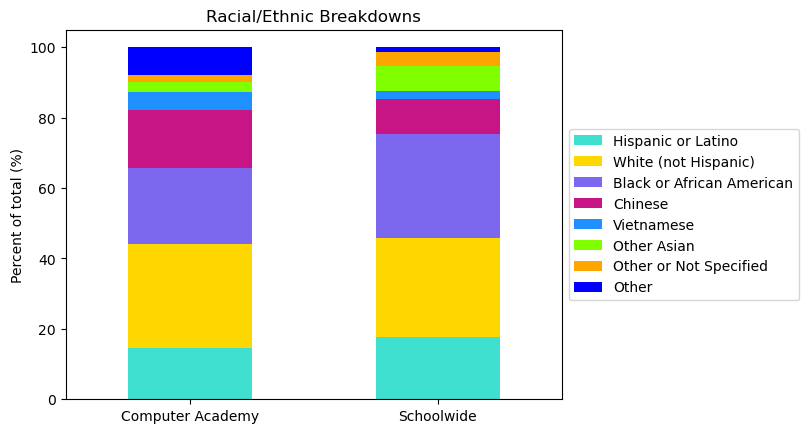 Racial/Ethnic Breakdowns
Percent of total (%)
100
80
60
40
20
0
Computer Academy
Schoolwide
Hispanic or Latino
White (not Hispanic)
Black or African American
Chinese
Vietnamese
Other Asian
Other or Not Specified
Other